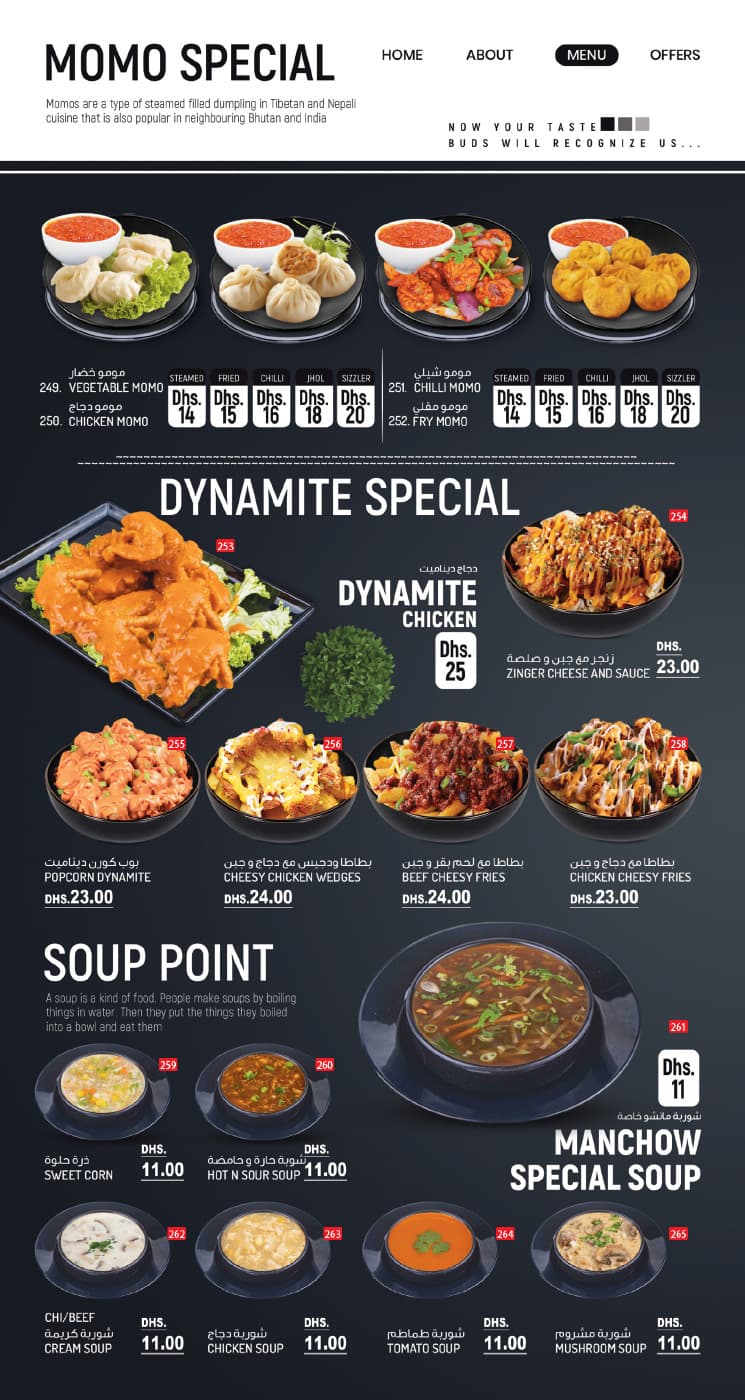 MOMO SPECIAL
HOME ABOUT MENU OFFERS
Momos are a type of steamed filled dumpling in Tibetan and Nepali
cuisine that is also popular in neighbouring Bhutan and India
NOW YOUR TASTE
BUDS WILL RECOGNIZE US...
مومو خضار
249. VEGETABLE MOMO
مومو دجاج
250. CHICKEN MOMO
STEAMED FRIED CHILLI JHOL SIZZLER
Dhs. Dhs. Dhs. Dhs. Dhs.
14 15 16 18 20
مومو شيلي
251. CHILLI MOMO
مومو مقلي
252. FRY MOMO
STEAMED FRIED CHILLI JHOL SIZZLER
Dhs. Dhs. Dhs. Dhs. Dhs.
14 15 16 18 20
DYNAMITE SPECIAL
253
دجاج ديناميت
DYNAMITE
CHICKEN
Dhs.
25
254
زنجر مع جبن و صلصة
ZINGER CHEESE AND SAUCE
DHS.
23.00
255
بوب كورن ديناميت
POPCORN DYNAMITE
DHS.23.00
256
بطاطا ودجيس مع دجاج و جبن
CHEESY CHICKEN WEDGES
DHS.24.00
257
بطاطا مع لحم بقر و جبن
BEEF CHEESY FRIES
DHS.24.00
258
بطاطا مع دجاج و جبن
CHICKEN CHEESY FRIES
DHS.23.00
SOUP POINT
A soup is a kind of food. People make soups by boiling
things in water. Then they put the things they boiled
into a bowl and eat them
259
ذرة حلوة
SWEET CORN
DHS.
11.00
260
شوبة حارة و حامضة
HOT N SOUR SOUP
DHS.
11.00
261
Dhs.
11
شوربة مانشو خاصة
MANCHOW
SPECIAL SOUP
262
CHI/BEEF
شوربة كريمة
CREAM SOUP
DHS.
11.00
263
شوربة دجاج
CHICKEN SOUP
DHS.
11.00
264
شوربة طماطم
TOMATO SOUP
DHS.
11.00
265
شوربة مشروم
MUSHROOM SOUP
DHS.
11.00